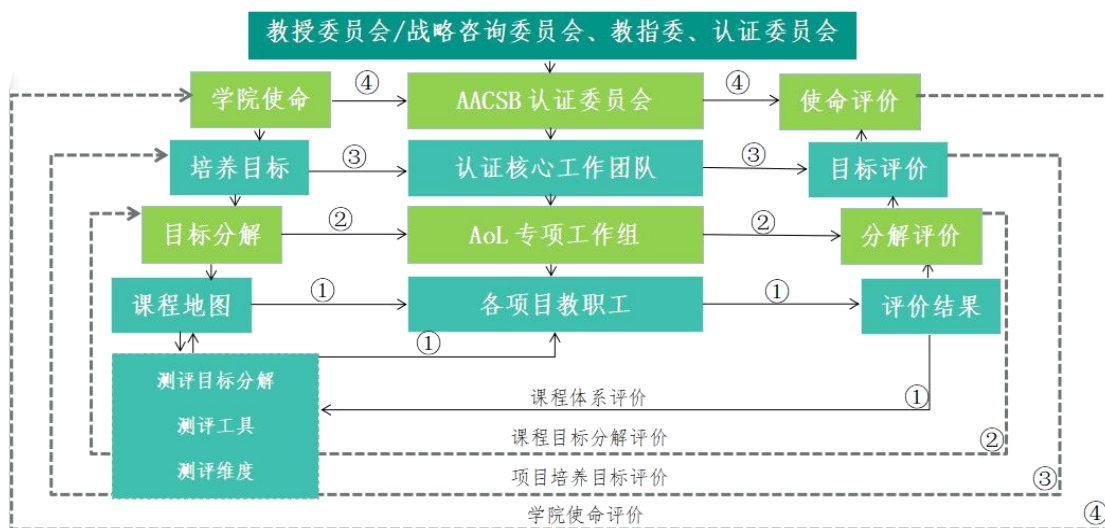 教授委员会/战略咨询委员会、教指委、认证委员会
学院使命
④
AACSB认证委员会
④
使命评价
培养目标
③
认证核心工作团队
③
目标评价
目标分解
②
AoL 专项工作组
②
分解评价
课程地图
①
各项目教职工
①
评价结果
①
测评目标分解
测评工具
测评维度
课程体系评价
①
课程目标分解评价
②
项目培养目标评价
③
学院使命评价
④